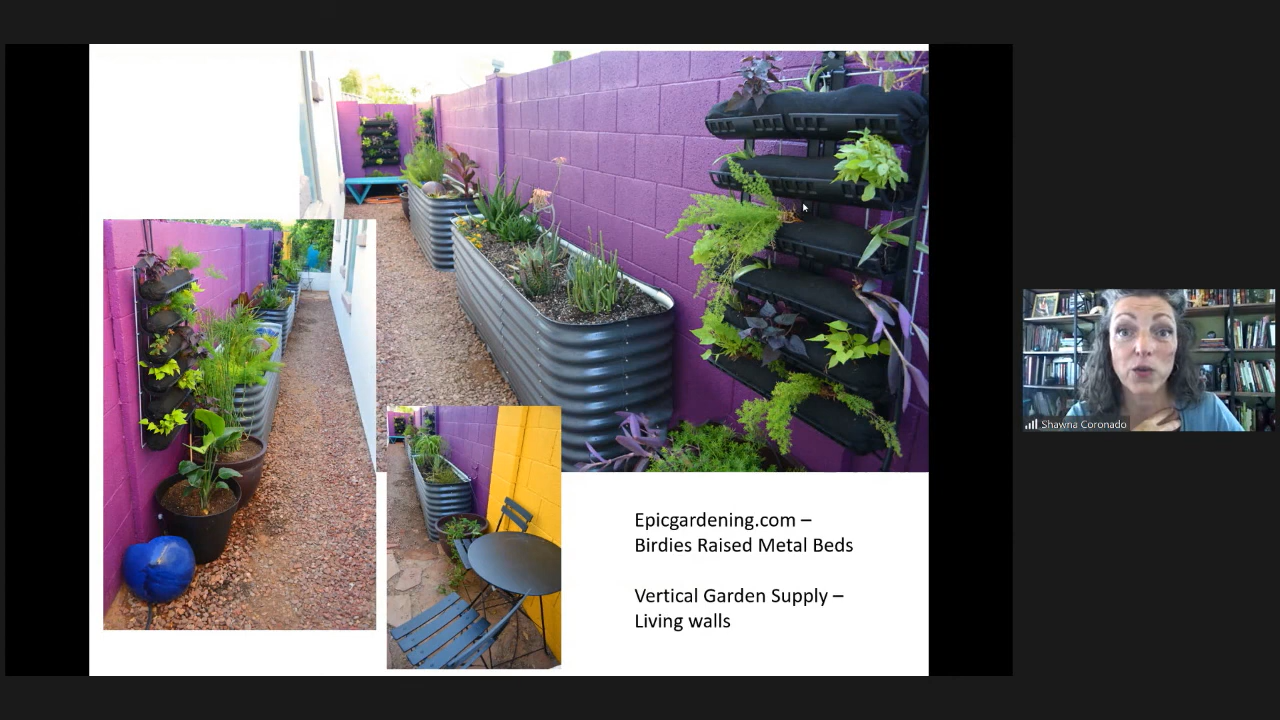 Epicgardening.com –
Birdies Raised Metal Beds
Vertical Garden Supply –
Living walls
Shawna Coronado